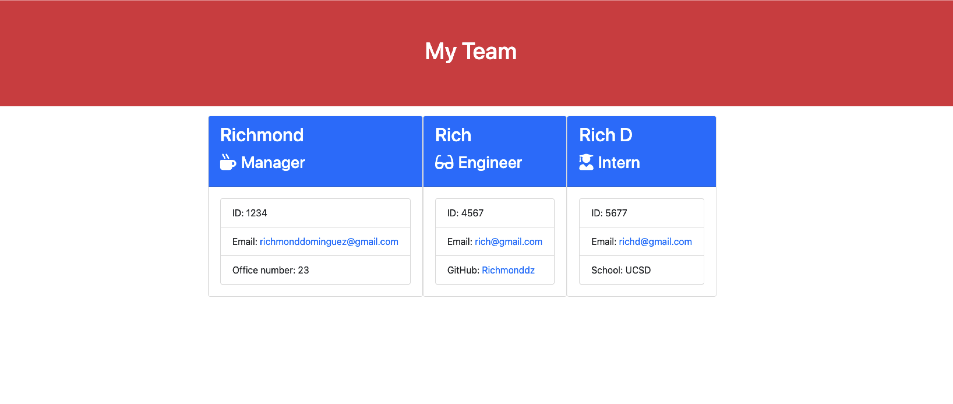 My Team
Richmond
Manager
ID: 1234
Email: richmonddominguez@gmail.com
Office number: 23
Rich
Engineer
ID: 4567
Email: rich@gmail.com
GitHub: Richmonddz
Rich D
Intern
ID: 5677
Email: richd@gmail.com
School: UCSD